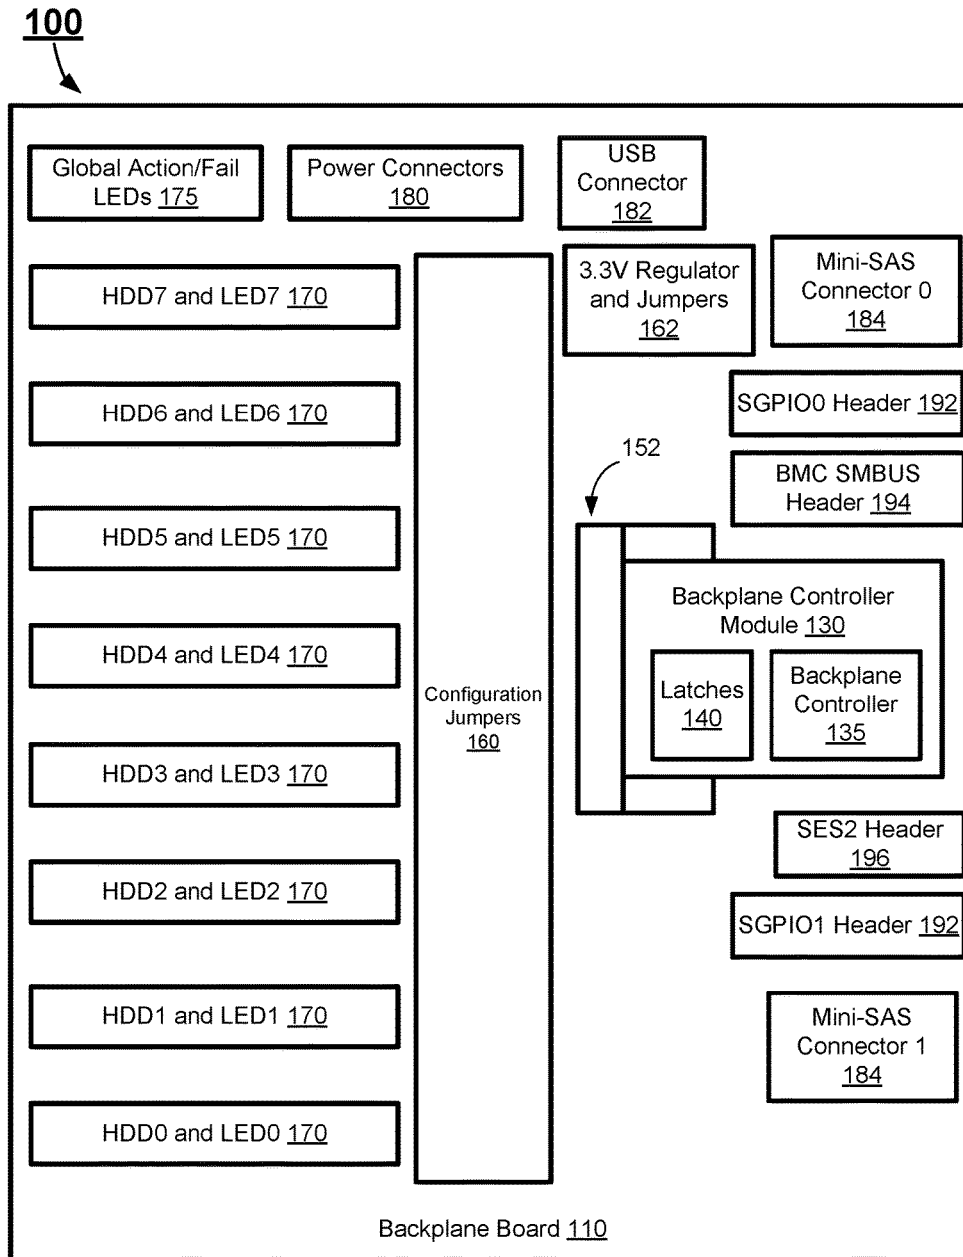 100
Global Action/Fail
LEDs 175
Power Connectors
180
USB
Connector
182
HDD7 and LED7 170
3.3V Regulator
and Jumpers
162
Mini-SAS
Connector 0
184
HDD6 and LED6 170
SGPIO0 Header 192
152
BMC SMBUS
Header 194
HDD5 and LED5 170
Backplane Controller
Module 130
HDD4 and LED4 170
Configuration
Jumpers
160
Latches
140
Backplane
Controller
135
HDD3 and LED3 170
SES2 Header
196
HDD2 and LED2 170
SGPIO1 Header 192
HDD1 and LED1 170
Mini-SAS
Connector 1
184
HDD0 and LED0 170
Backplane Board 110